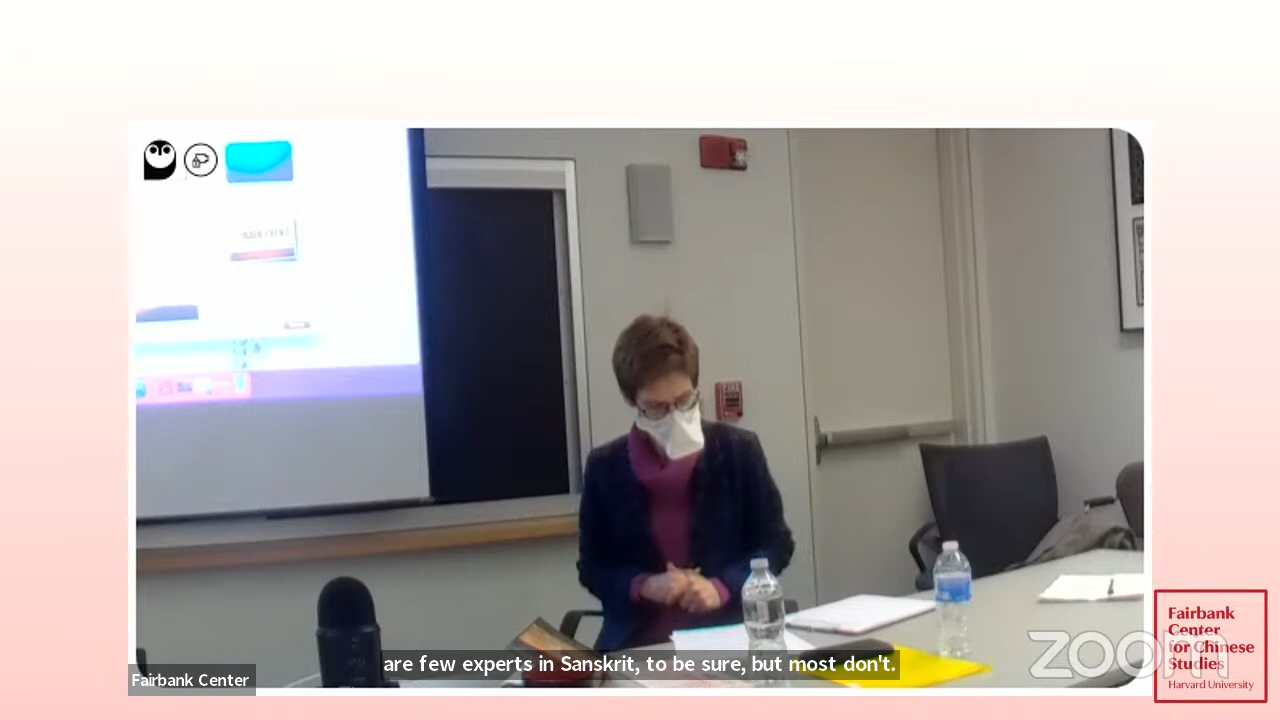 are few experts in Sanskrit, to be sure, but most don't.
Fairbank Center
zoom
Fairbank
Center
for Chinese
Studies
Harvard University